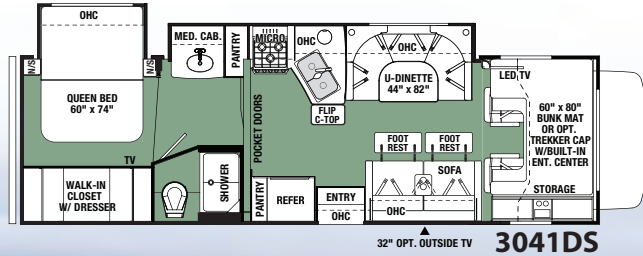 OHC
N/S
N/S
QUEEN BED
60" x 74"
TV
WALK-IN
CLOSET
W/ DRESSER
MED. CAB.
PANTRY
SHOWER
MICRO
OHC
FLIP
C-TOP
POCKET DOORS
PANTRY
REFER
ENTRY
OHC
OHC
U-DINETTE
44" x 82"
FOOT
REST
FOOT
REST
SOFA
OHC
32" OPT. OUTSIDE TV
LED TV
60" x 80"
BUNK MAT
OR OPT.
TREKKER CAP
W/BUILT-IN
ENT. CENTER
STORAGE
3041DS